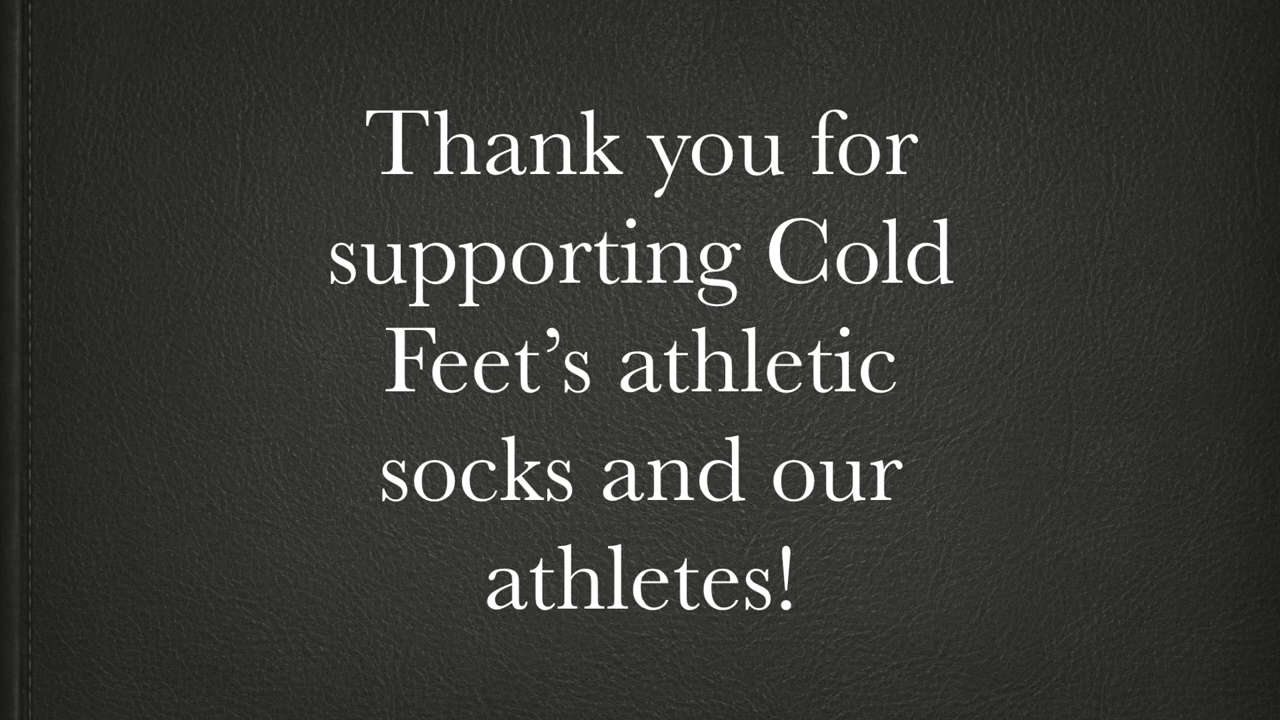 Thank you for
supporting Cold
Feet’s athletic
socks and our
athletes!